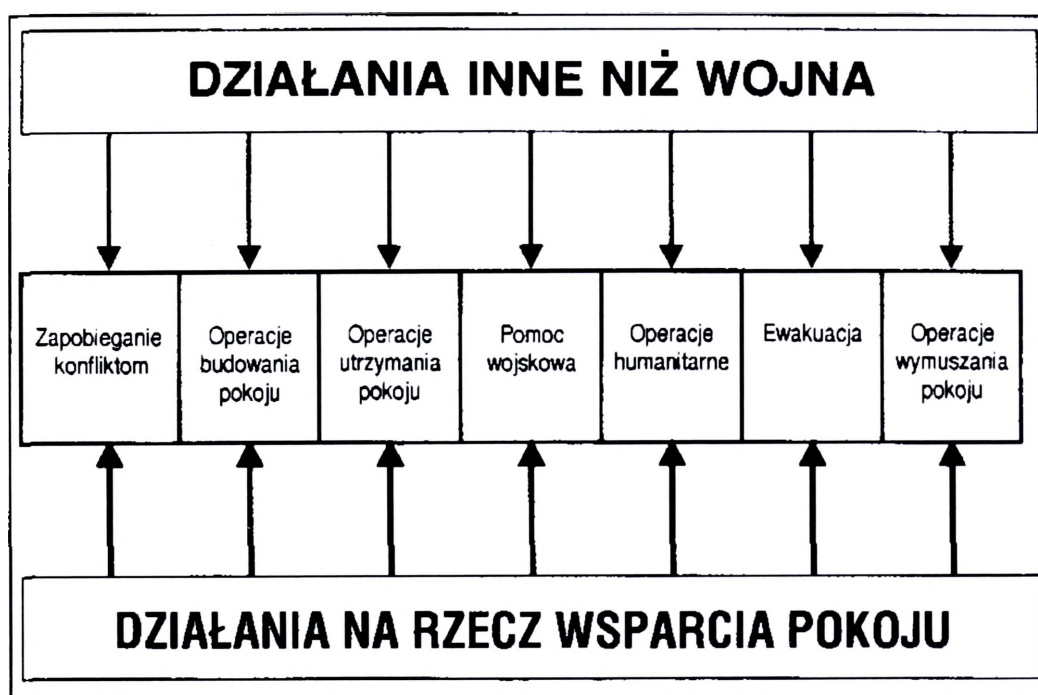 DZIAŁANIA INNE NIŻ WOJNA
Zapobieganie
konfliktom
Operacje
budowania
pokoju
Operacje
utrzymania
pokoju
Pomoc
wojskowa
Operacje
humanitarne
Ewakuacja
Operacje
wymuszania
pokoju
DZIAŁANIA NA RZECZ WSPARCIA POKOJU